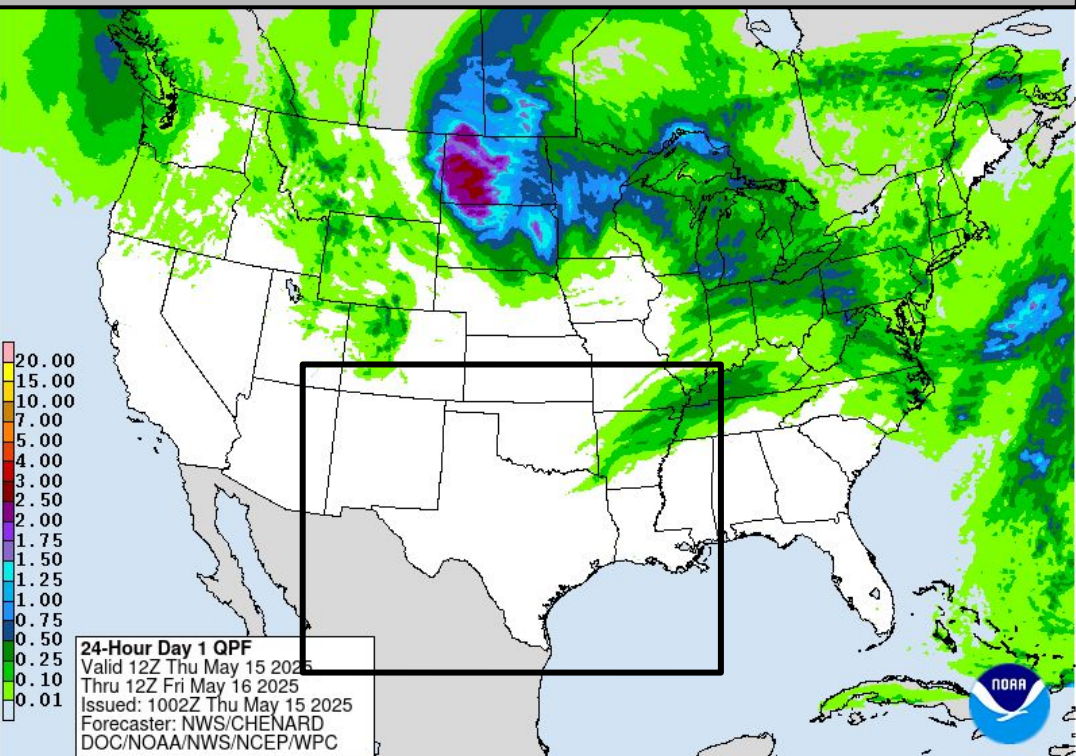 20.00
15.00
10.00
7.00
5.00
4.00
3.00
2.50
2.00
1.75
1.50
1.25
1.00
0.75
0.50
0.25
0.10
0.01
24-Hour Day 1 QPF
Valid 12Z Thu May 15 2025
Thru 12Z Fri May 16 2025
Issued: 1002Z Thu May 15 2025
Forecaster: NWS/CHENARD
DOC/NOAA/NWS/NCEP/WPC
NOAA